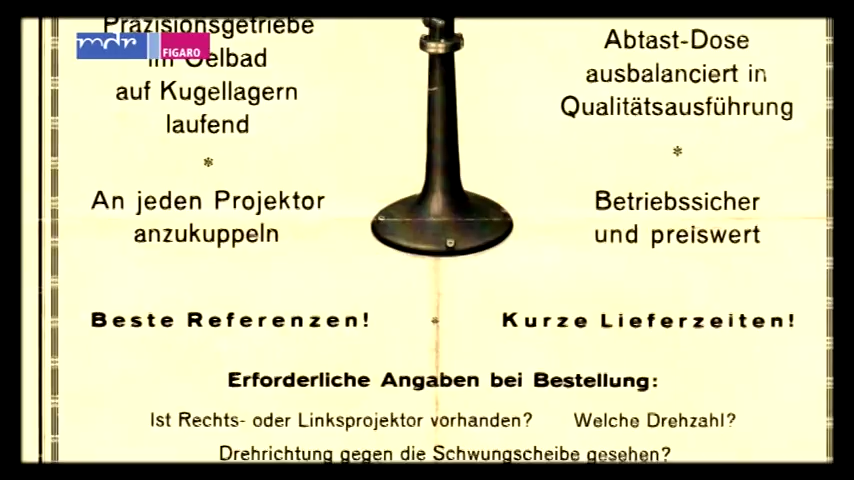 mdr FIGARO
Präzisionsgetriebe
im Oelbad
auf Kugellagern
laufend
*
An jeden Projektor
anzukuppeln
Abtast-Dose
ausbalanciert in
Qualitätsausführung
*
Betriebssicher
und preiswert
Beste Referenzen! * Kurze Lieferzeiten!
Erforderliche Angaben bei Bestellung:
Ist Rechts- oder Linksprojektor vorhanden? Welche Drehzahl?
Drehrichtung gegen die Schwungscheibe gesehen?